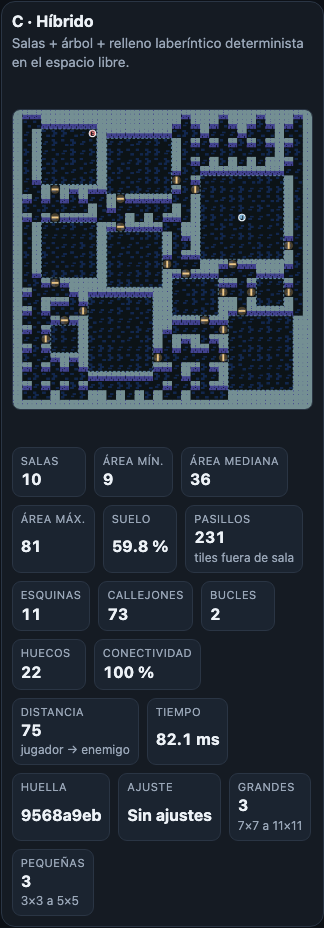 C · Híbrido
Salas + árbol + relleno laberíntico determinista
en el espacio libre.
SALAS
10
ÁREA MÍN.
9
ÁREA MEDIANA
36
ÁREA MÁX.
81
SUELO
59.8 %
PASILLOS
231
tiles fuera de sala
ESQUINAS
11
CALLEJONES
73
BUCLES
2
HUECOS
22
CONECTIVIDAD
100 %
DISTANCIA
75
jugador → enemigo
TIEMPO
82.1 ms
HUELLA
9568a9eb
AJUSTE
Sin ajustes
GRANDES
3
7×7 a 11×11
PEQUEÑAS
3
3×3 a 5×5